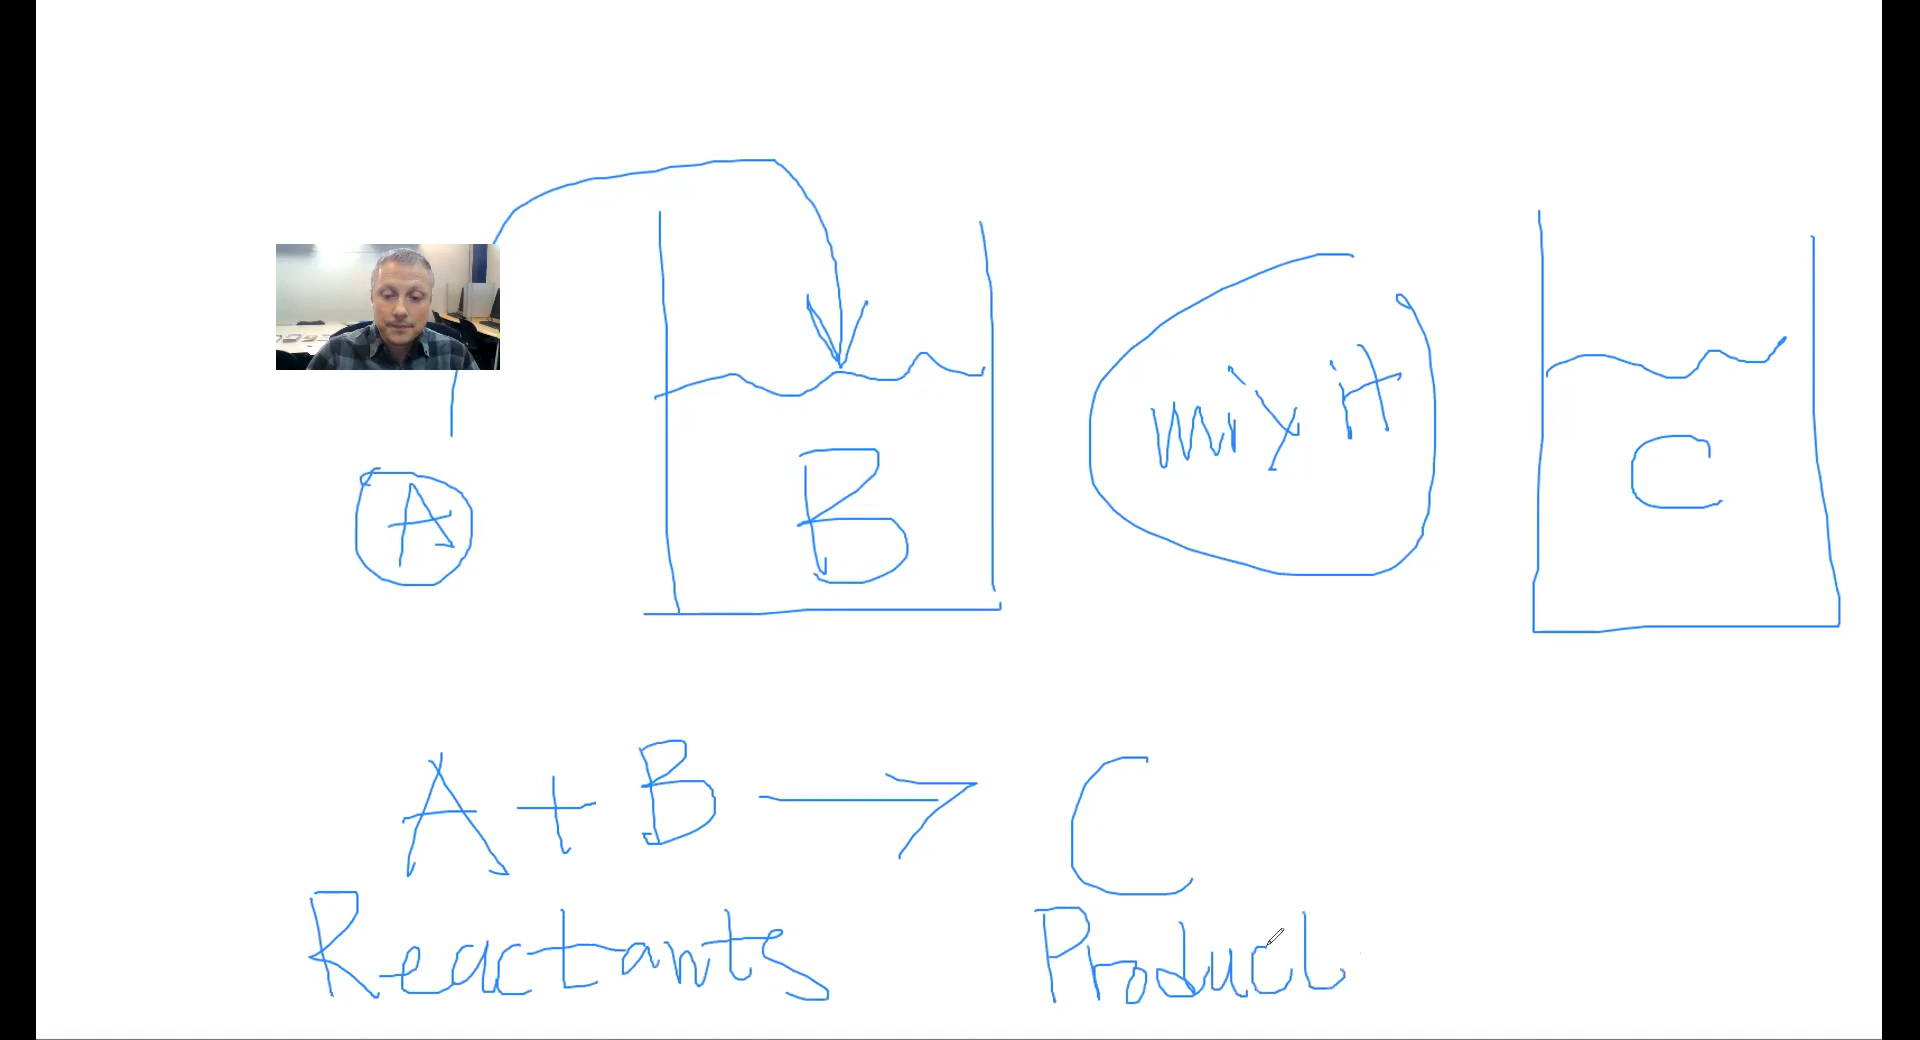 A
B
mix it
C
A + B → C
Reactants Product